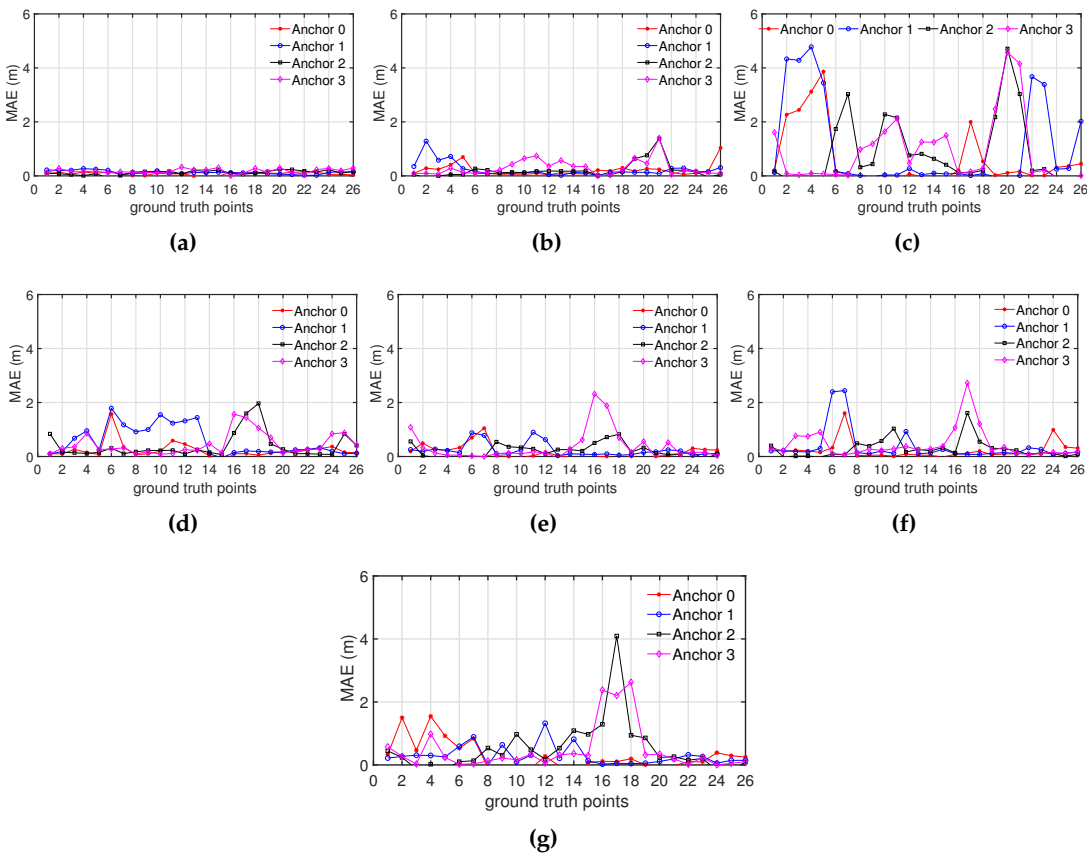 6
4
2
0
MAE (m)
Anchor 0
Anchor 1
Anchor 2
Anchor 3
0 2 4 6 8 10 12 14 16 18 20 22 24 26
ground truth points
(a)
6
4
2
0
MAE (m)
Anchor 0
Anchor 1
Anchor 2
Anchor 3
0 2 4 6 8 10 12 14 16 18 20 22 24 26
ground truth points
(b)
6
4
2
0
MAE (m)
Anchor 0 Anchor 1 Anchor 2 Anchor 3
0 2 4 6 8 10 12 14 16 18 20 22 24 26
ground truth points
(c)
6
4
2
0
MAE (m)
Anchor 0
Anchor 1
Anchor 2
Anchor 3
0 2 4 6 8 10 12 14 16 18 20 22 24 26
ground truth points
(d)
6
4
2
0
MAE (m)
Anchor 0
Anchor 1
Anchor 2
Anchor 3
0 2 4 6 8 10 12 14 16 18 20 22 24 26
ground truth points
(e)
6
4
2
0
MAE (m)
Anchor 0
Anchor 1
Anchor 2
Anchor 3
0 2 4 6 8 10 12 14 16 18 20 22 24 26
ground truth points
(f)
6
4
2
0
MAE (m)
Anchor 0
Anchor 1
Anchor 2
Anchor 3
0 2 4 6 8 10 12 14 16 18 20 22 24 26
ground truth points
(g)